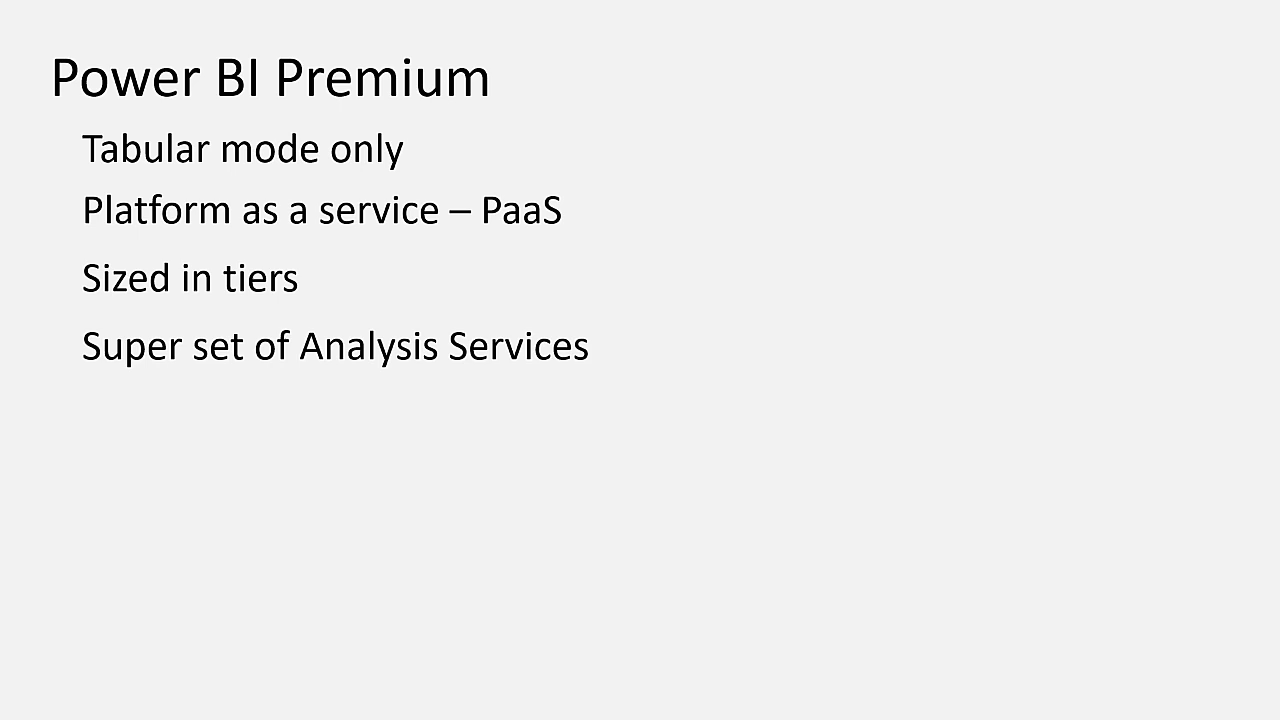 Power BI Premium
Tabular mode only
Platform as a service – PaaS
Sized in tiers
Super set of Analysis Services